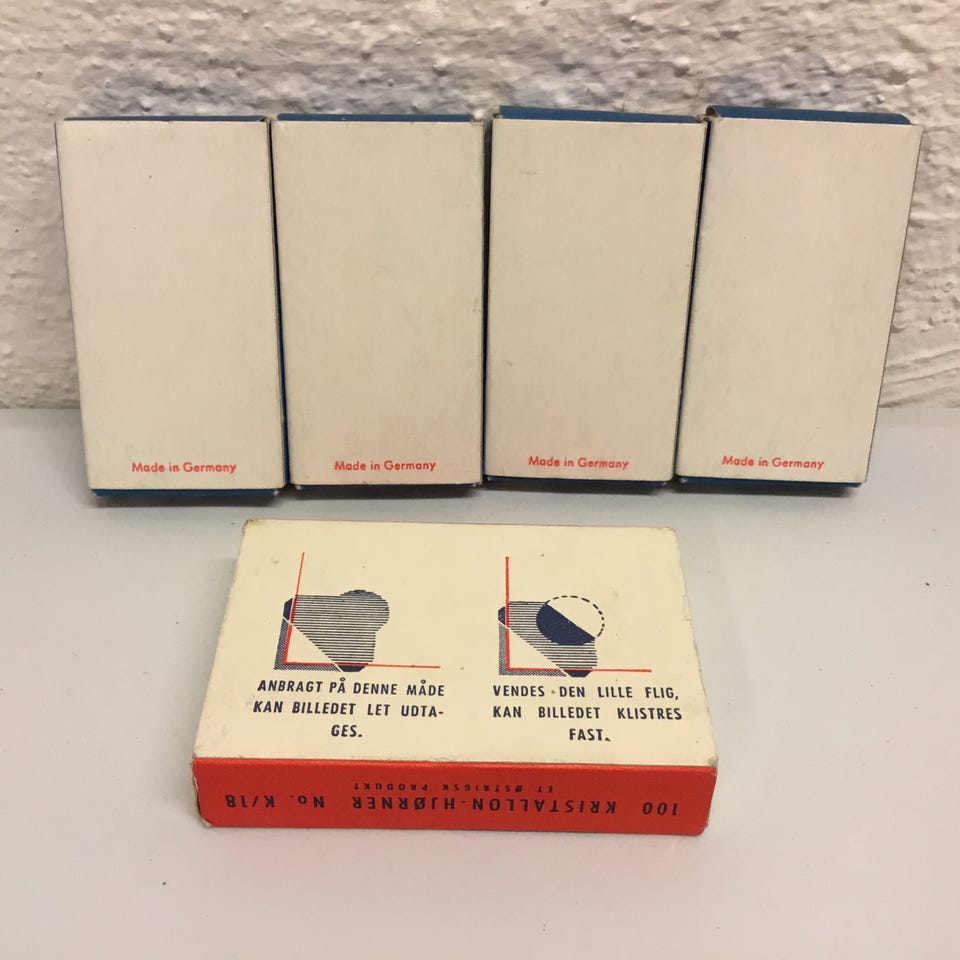 Made in Germany
Made in Germany
Made in Germany
Made in Germany
ANBRAGT PÅ DENNE MÅDE
KAN BILLEDET LET UDTA-
GES.
VENDES DEN LILLE FLIG,
KAN BILLEDET KLISTRES
FAST.
100 KRISTALLON-HJØRNER No. K/18
ET ØSTRIGSK PRODUKT